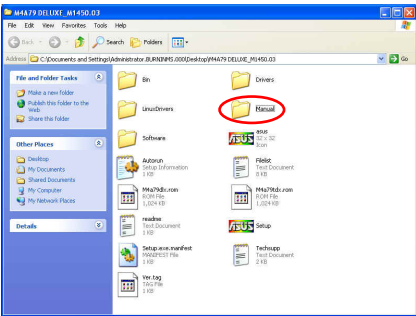 M4A79 DELUXE_M1450.03
File Edit View Favorites Tools Help
Back Search Folders
Address C:\Documents and Settings\Administrator.BURNINMS.000\Desktop\M4A79 DELUXE_M1450.03 Go
File and Folder Tasks
Make a new folder
Publish this folder to the Web
Share this folder
Other Places
Desktop
My Documents
Shared Documents
My Computer
My Network Places
Details
Bin
Drivers
LinuxDrivers
Manual
Software
asus
32 x 32
Icon
Autorun
Setup Information
1 KB
Filelist
Text Document
8 KB
M4a79dlx.rom
ROM File
1,024 KB
M4a79tdx.rom
ROM File
1,024 KB
readme
Text Document
1 KB
Setup
Setup.exe.manifest
MANIFEST File
1 KB
Techsupp
Text Document
2 KB
Ver.tag
TAG File
1 KB